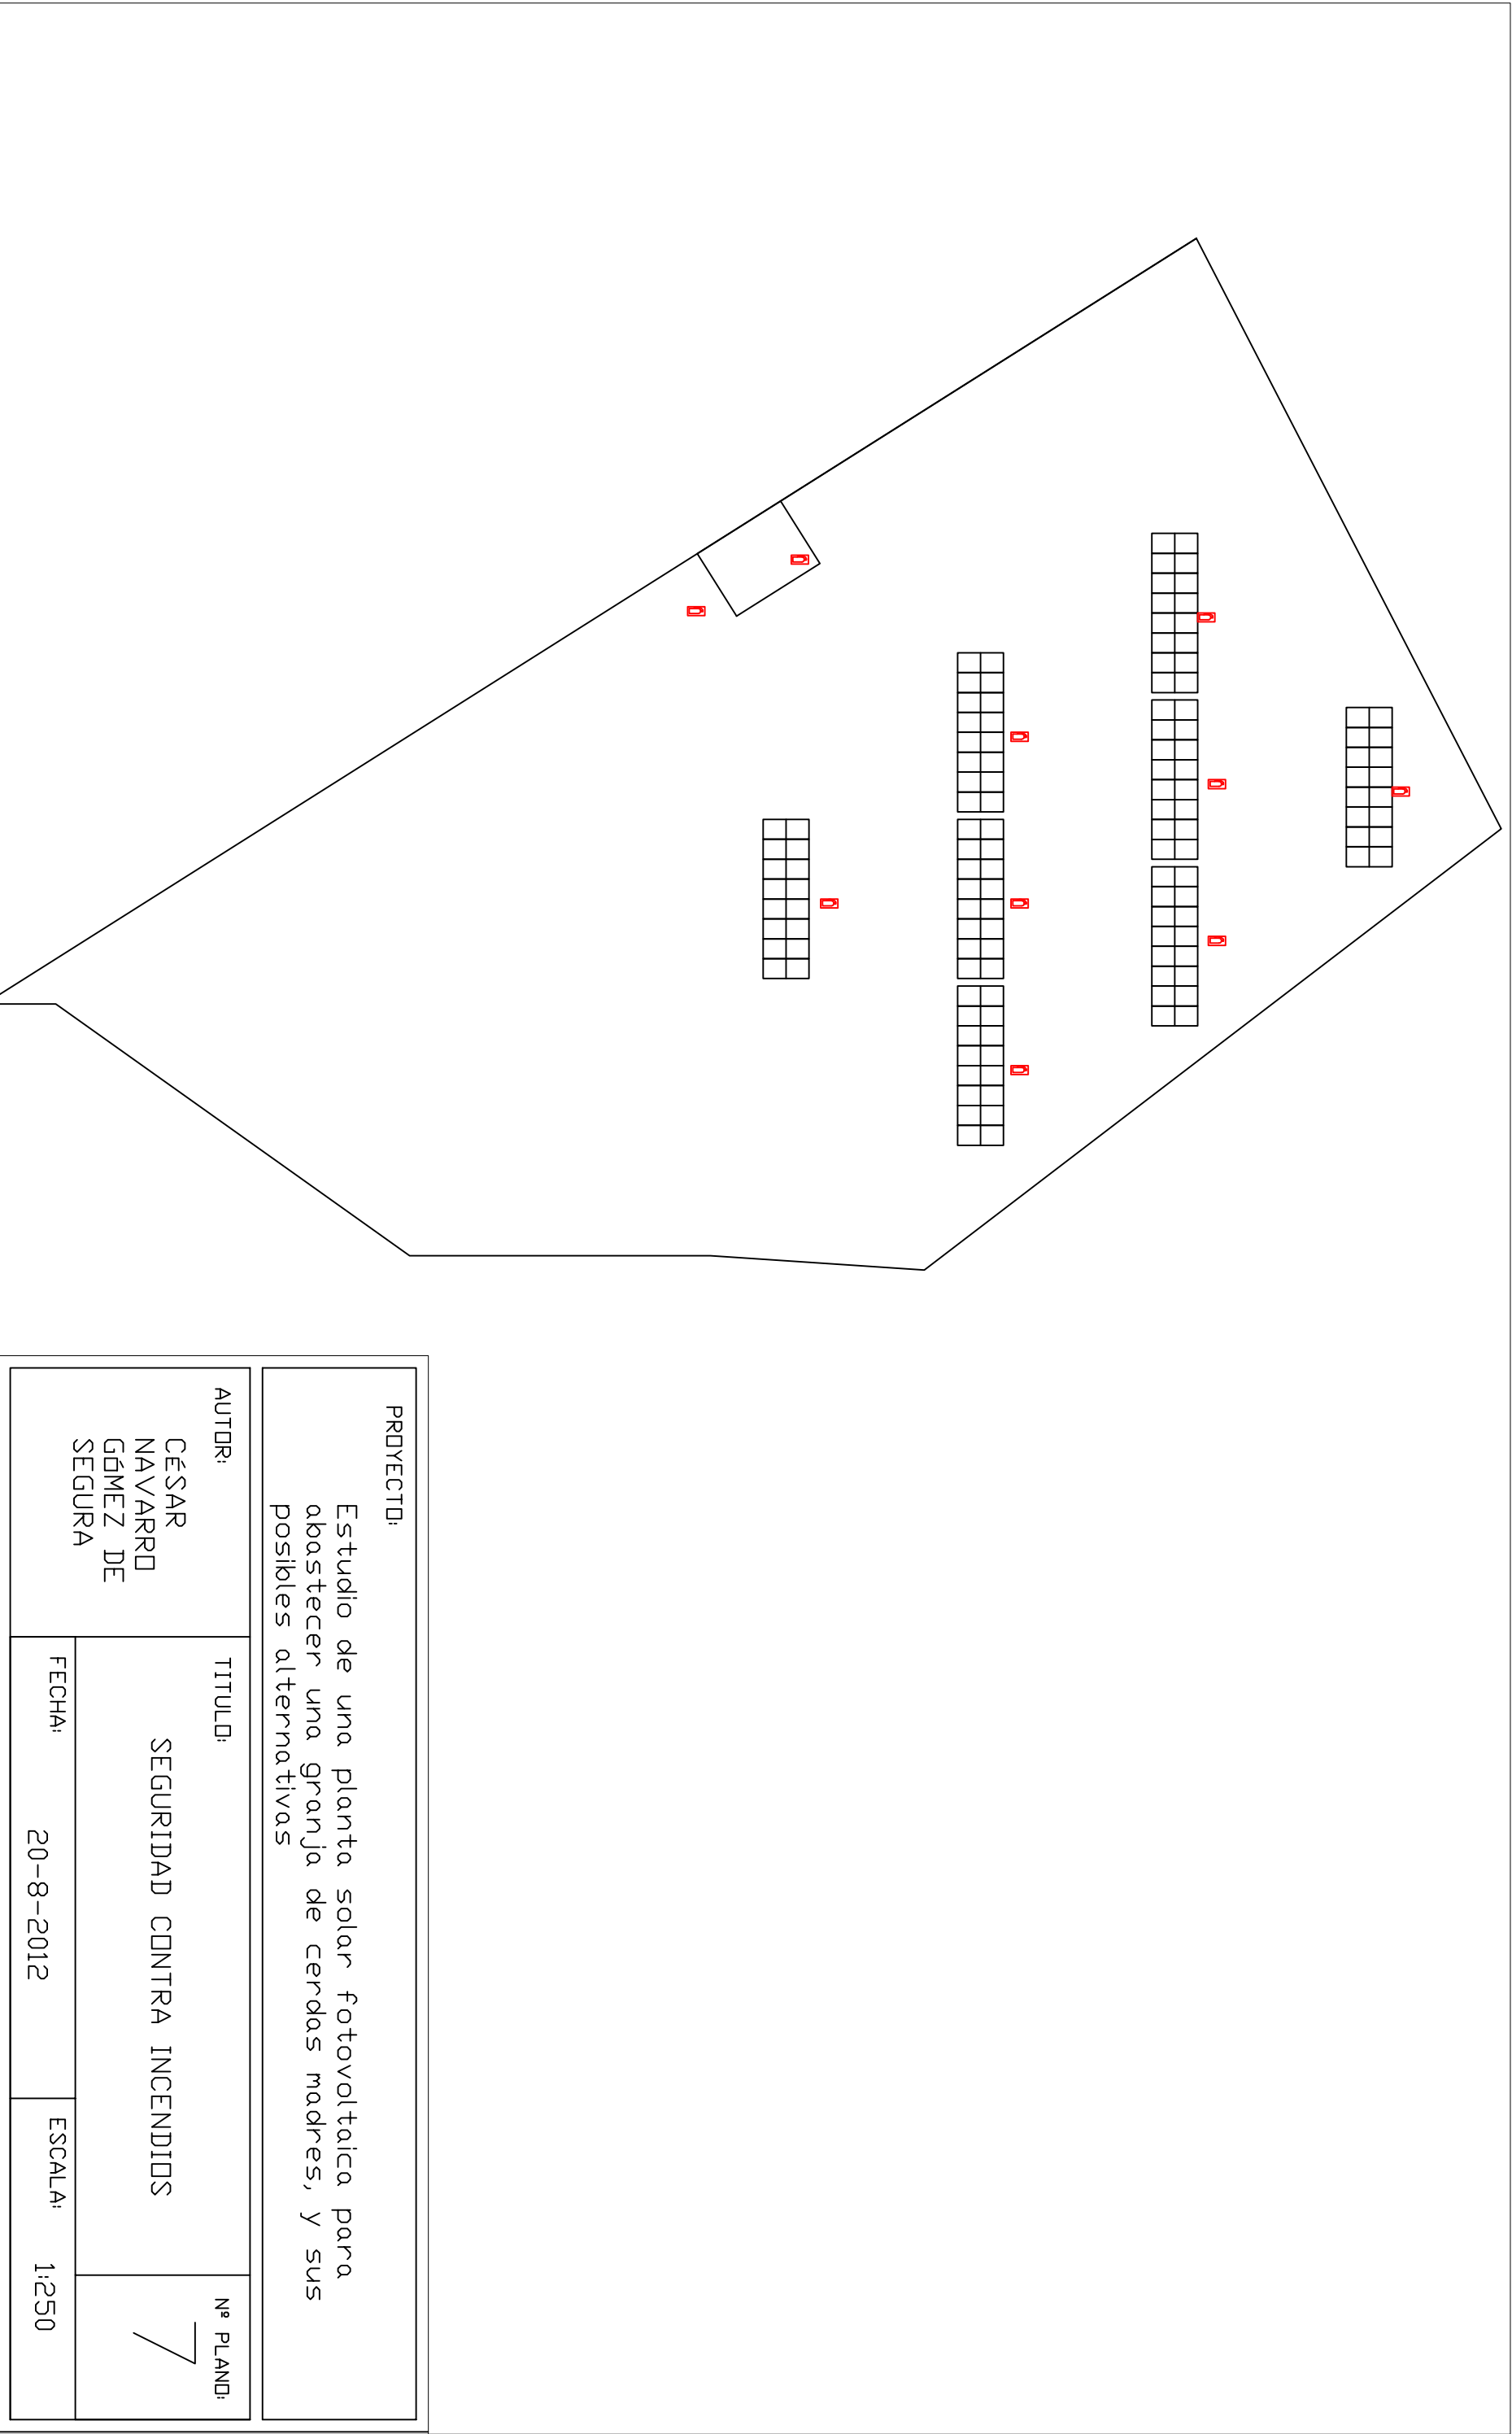 PROYECTO:
Estudio de una planta solar fotovoltaica para
abastecer una granja de cerdas madres, y sus
posibles alternativas
AUTOR:
CÉSAR
NAVARRO
GÓMEZ DE
SEGURA
TITULO:
SEGURIDAD CONTRA INCENDIOS
Nº PLANO:
7
FECHA:
20-8-2012
ESCALA:
1:250